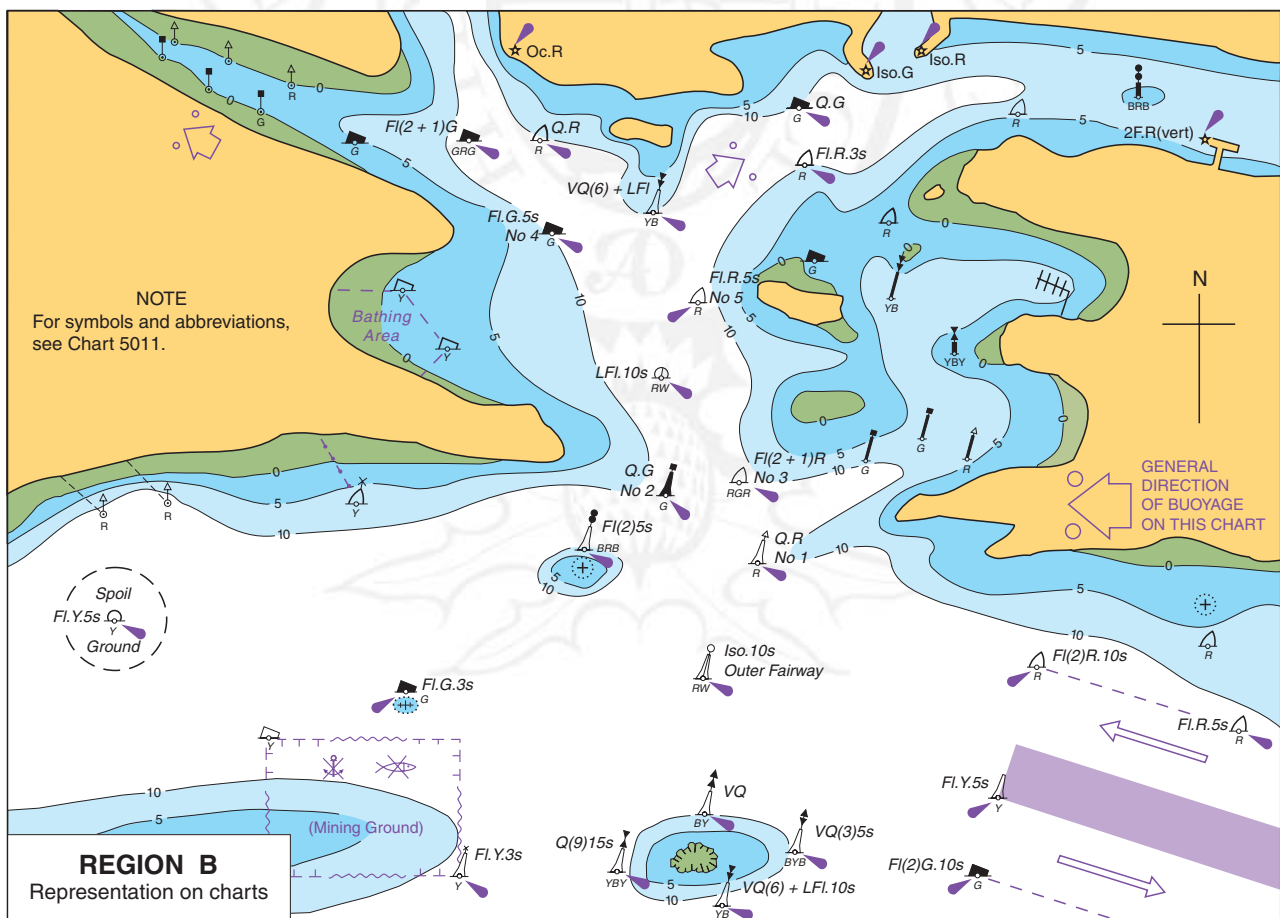 5
Oc.R
Iso.G
Iso.R
5
BRB
R
0
G
5
10
Q.G
G
R
5
2F.R(vert)
Fl(2 + 1)G
GRG
Q.R
R
G
5
Fl.R.3s
R
VQ(6) + LFl
YB
N
Fl.G.5s
No 4
G
R
0
0
G
Fl.R.5s
No 5
R
YB
NOTE
For symbols and abbreviations,
see Chart 5011.
Y
Bathing
Area
Y
0
5
10
10
5
YBY
0
LFl.10s
RW
0
0
5
10
G
G
R
5
0
Q.G
No 2
G
Fl(2 + 1)R
No 3
RGR
GENERAL
DIRECTION
OF BUOYAGE
ON THIS CHART
R
R
Y
5
10
10
Fl(2)5s
BRB
5
10
Q.R
No 1
R
10
0
5
10
R
Spoil
Fl.Y.5s
Y
Ground
Iso.10s
Outer Fairway
RW
Fl(2)R.10s
R
Fl.G.3s
G
Fl.R.5s
R
Y
10
5
(Mining Ground)
Fl.Y.3s
Y
VQ
BY
Q(9)15s
YBY
VQ(3)5s
BYB
5
10
VQ(6) + LFl.10s
YB
Fl.Y.5s
Y
Fl(2)G.10s
G
REGION B
Representation on charts